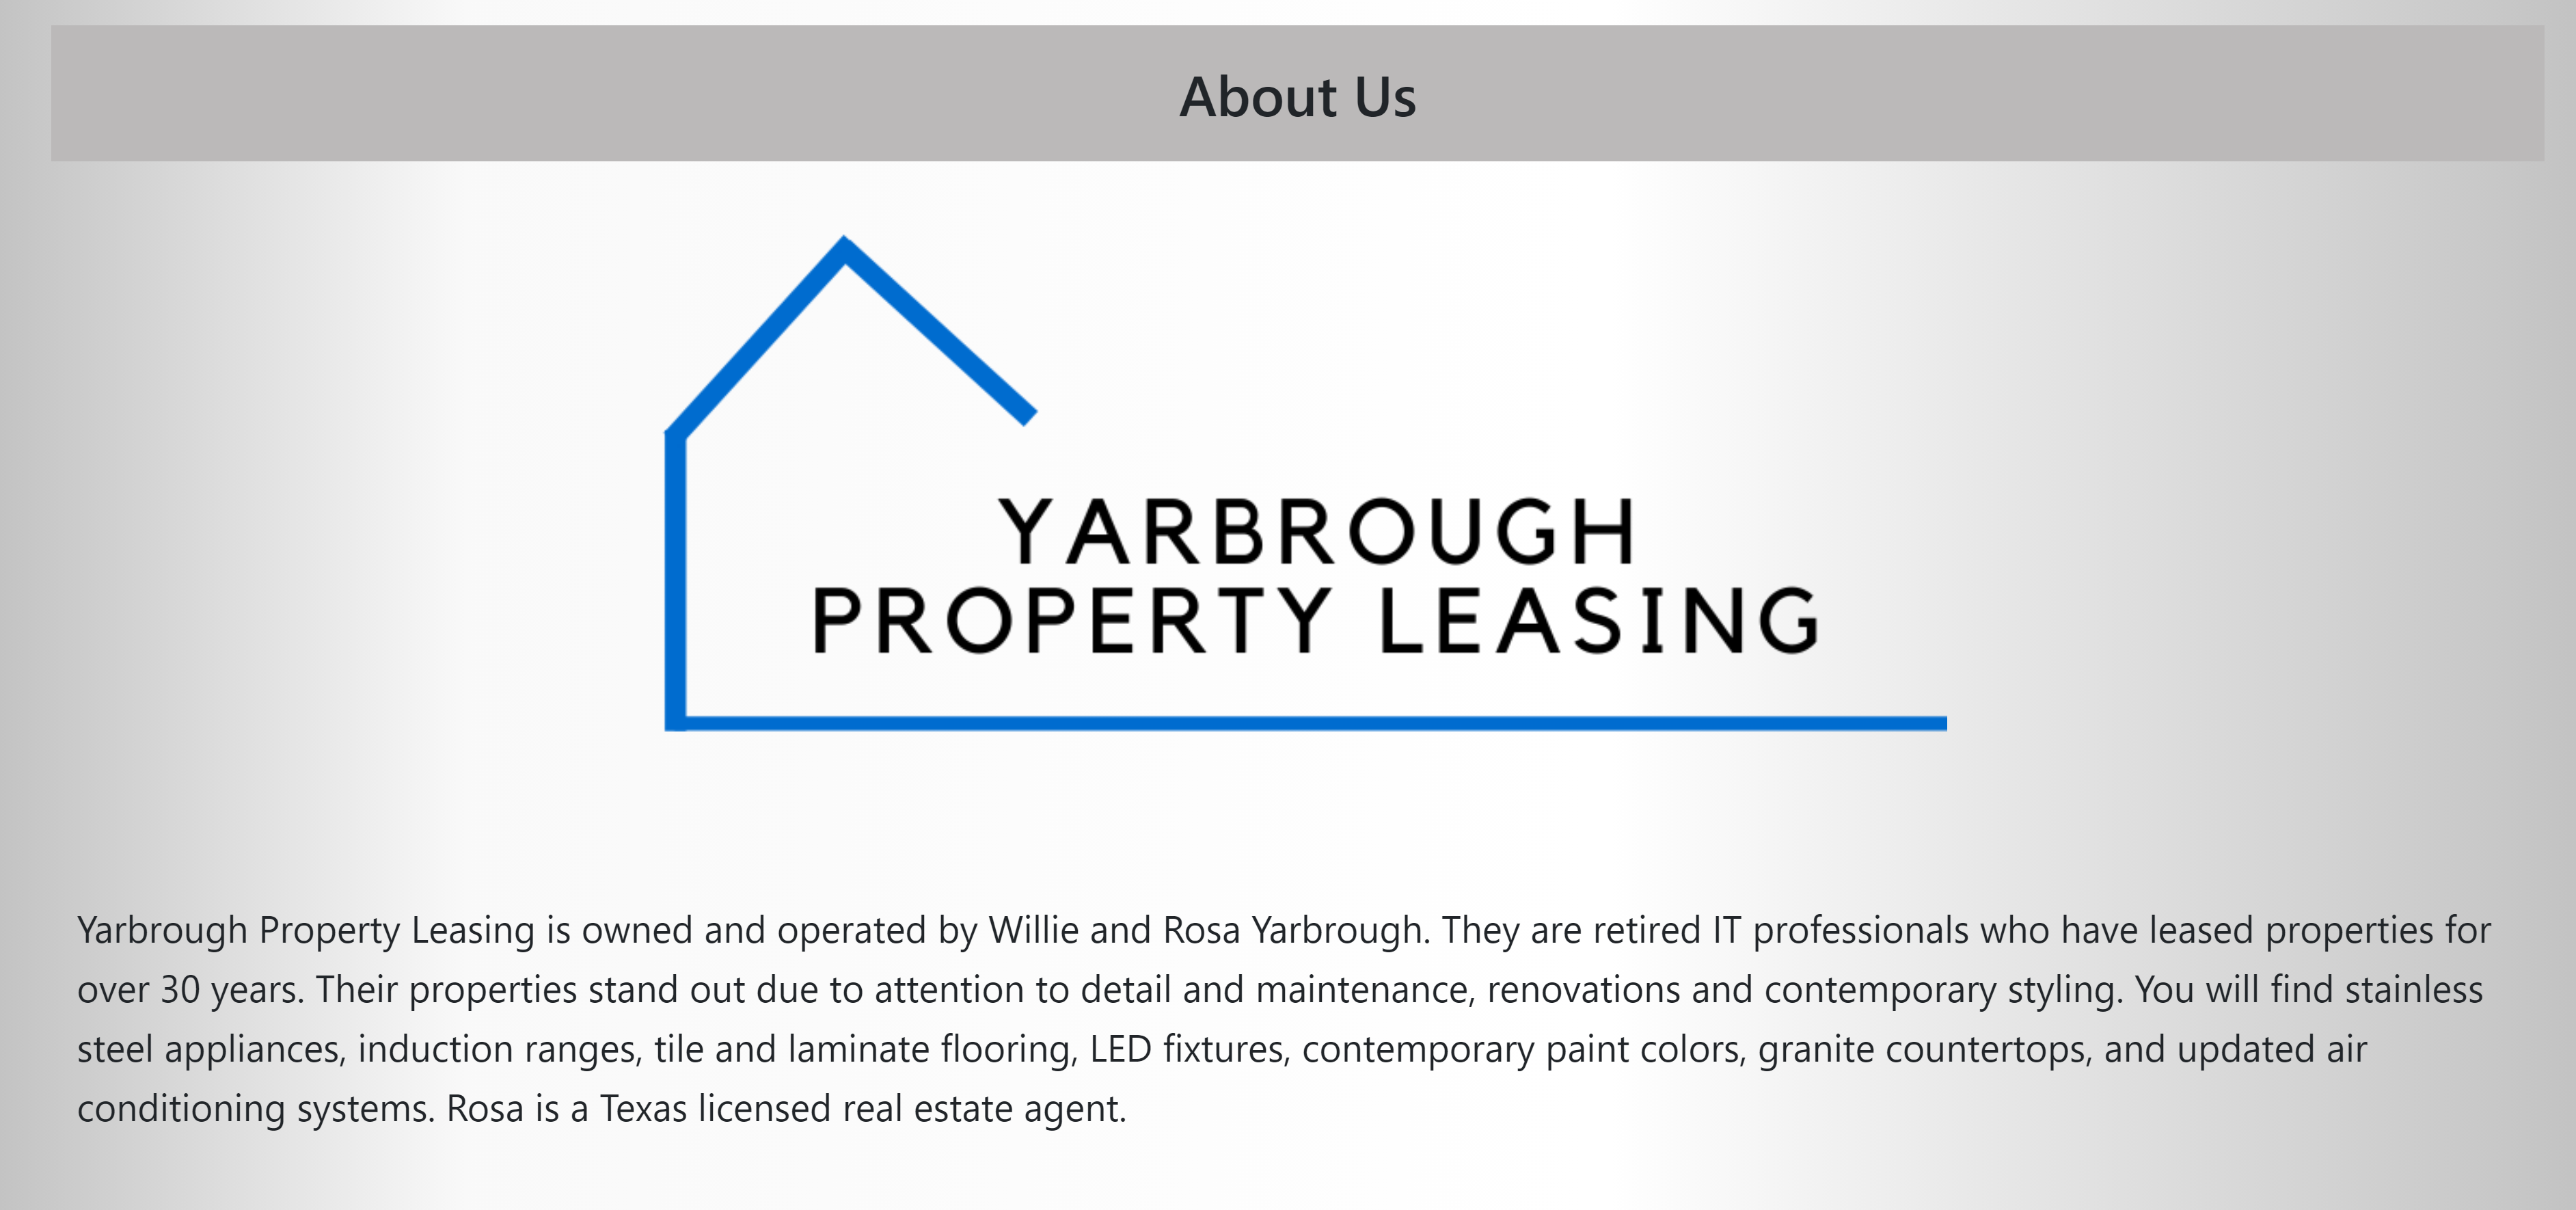 About Us
YARBROUGH
PROPERTY LEASING
Yarbrough Property Leasing is owned and operated by Willie and Rosa Yarbrough. They are retired IT professionals who have leased properties for
over 30 years. Their properties stand out due to attention to detail and maintenance, renovations and contemporary styling. You will find stainless
steel appliances, induction ranges, tile and laminate flooring, LED fixtures, contemporary paint colors, granite countertops, and updated air
conditioning systems. Rosa is a Texas licensed real estate agent.